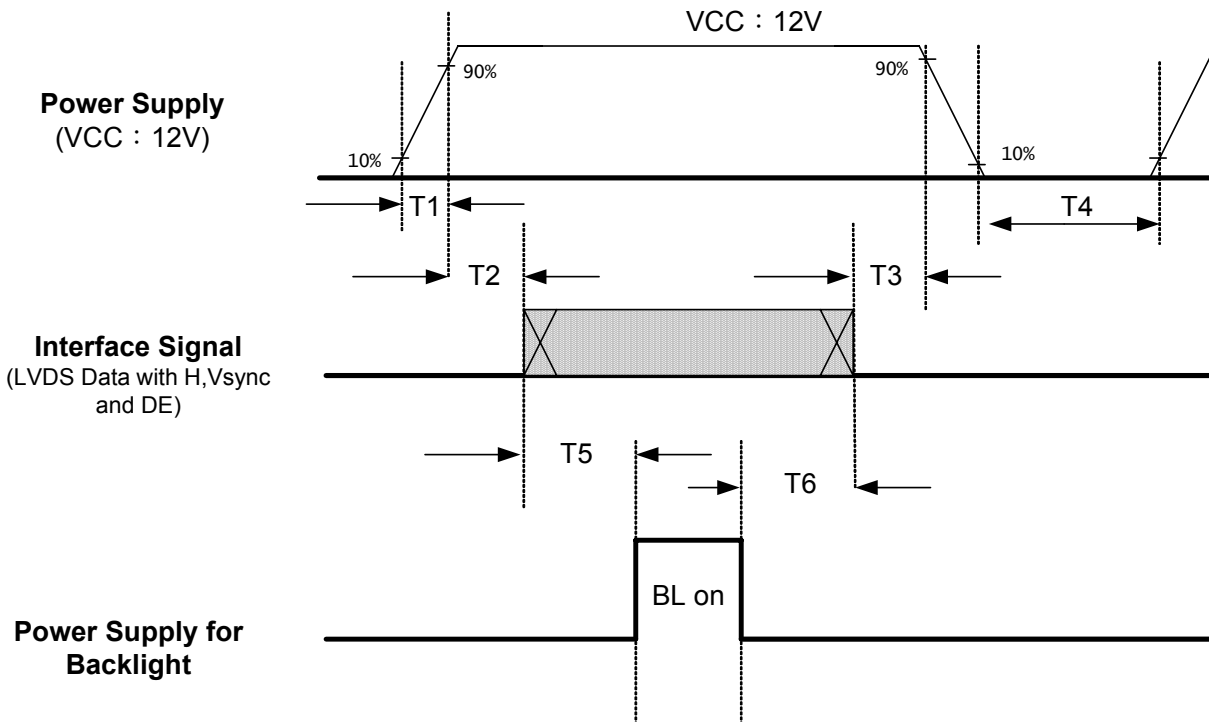 VCC：12V
90%
90%
Power Supply
(VCC：12V)
10%
10%
T1
T4
T2
T3
Interface Signal
(LVDS Data with H,Vsync
and DE)
T5
T6
BL on
Power Supply for
Backlight